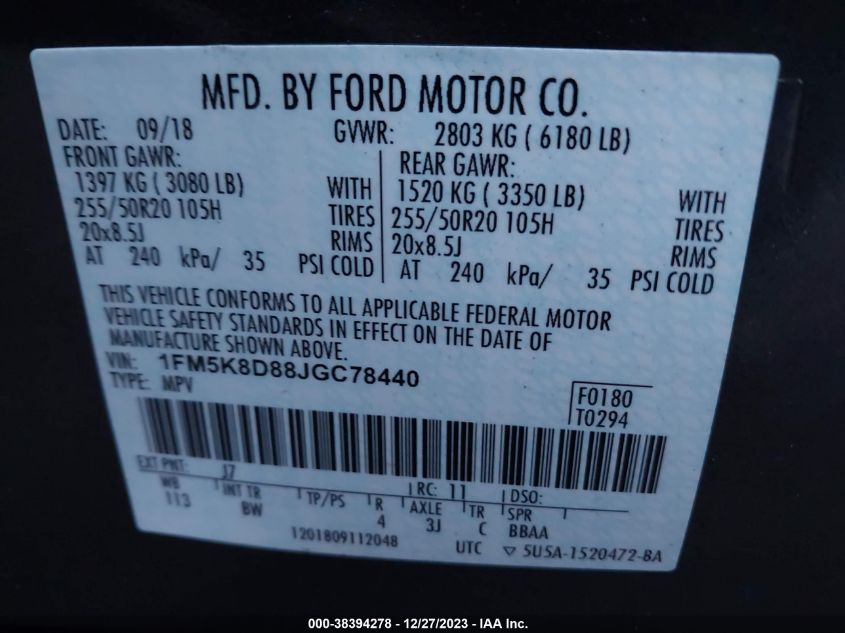 MFD. BY FORD MOTOR CO.
DATE: 09/18 GVWR: 2803 KG ( 6180 LB)
FRONT GAWR: REAR GAWR:
1397 KG ( 3080 LB) WITH 1520 KG ( 3350 LB) WITH
255/50R20 105H TIRES 255/50R20 105H TIRES
20x8.5J RIMS 20x8.5J RIMS
AT 240 kPa/ 35 PSI COLD AT 240 kPa/ 35 PSI COLD
THIS VEHICLE CONFORMS TO ALL APPLICABLE FEDERAL MOTOR
VEHICLE SAFETY STANDARDS IN EFFECT ON THE DATE OF
MANUFACTURE SHOWN ABOVE.
VIN: 1FM5K8D88JGC78440
TYPE: MPV
F0180
T0294
EXT PNT: J7 RC: 11 DSO:
WB INT TR TP/PS R AXLE TR SPR
113 BW 4 3J C BBAA
1201809112048 UTC ▽ 5U5A-1520472-BA
000-38394278 - 12/27/2023 - IAA Inc.